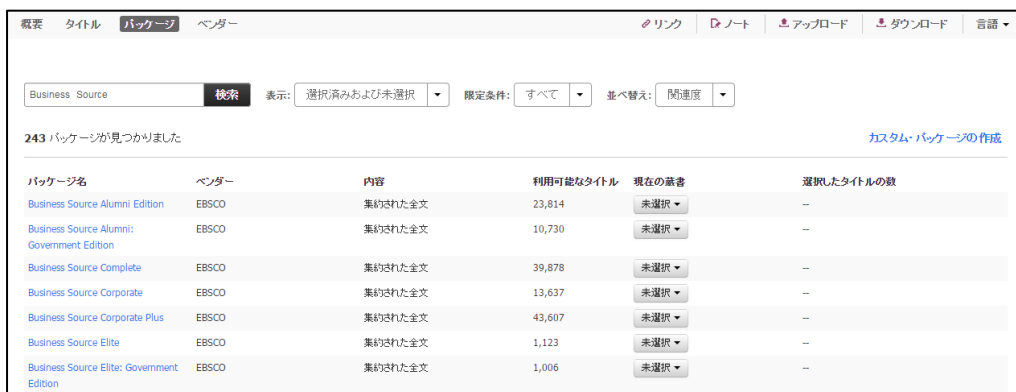 概要 タイトル パッケージ ベンダー リンク ノート アップロード ダウンロード 言語
Business Source 検索 表示: 選択済みおよび未選択 限定条件: すべて 並べ替え: 関連度
243 パッケージが見つかりました カスタム・パッケージの作成
パッケージ名 ベンダー 内容 利用可能なタイトル 現在の蔵書 選択したタイトルの数
Business Source Alumni Edition EBSCO 集約された全文 23,814 未選択 --
Business Source Alumni: EBSCO 集約された全文 10,730 未選択 --
Government Edition
Business Source Complete EBSCO 集約された全文 39,878 未選択 --
Business Source Corporate EBSCO 集約された全文 13,637 未選択 --
Business Source Corporate Plus EBSCO 集約された全文 43,607 未選択 --
Business Source Elite EBSCO 集約された全文 1,123 未選択 --
Business Source Elite: Government EBSCO 集約された全文 1,006 未選択 --
Edition